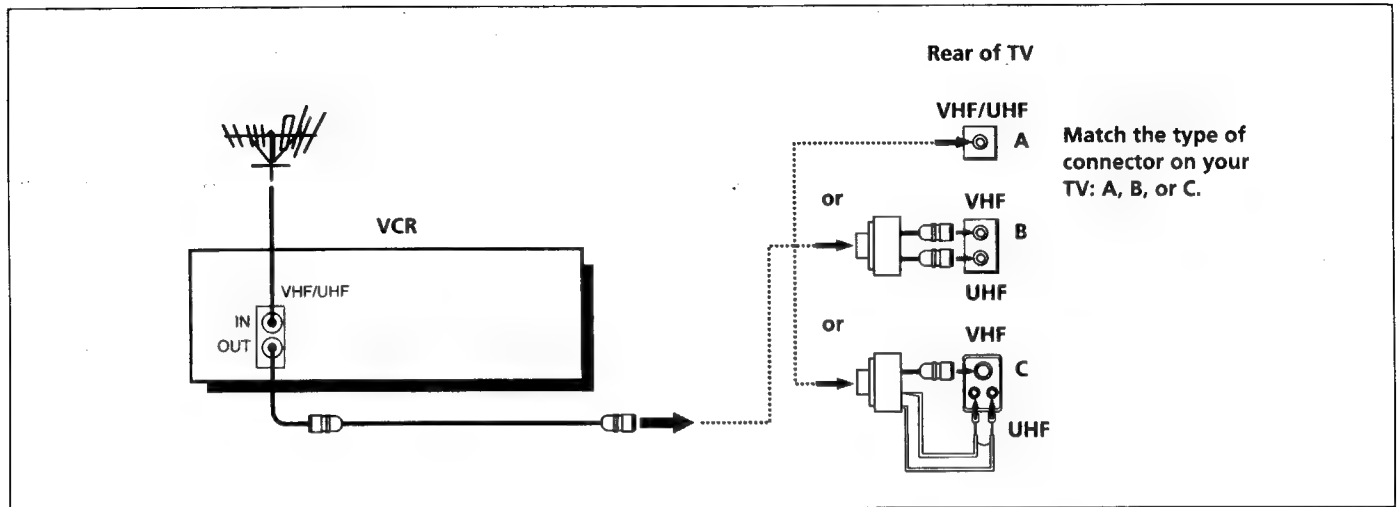 Rear of TV
VHF/UHF
A
Match the type of
connector on your
TV: A, B, or C.
or
VHF
B
UHF
VCR
VHF/UHF
IN
OUT
or
VHF
C
UHF